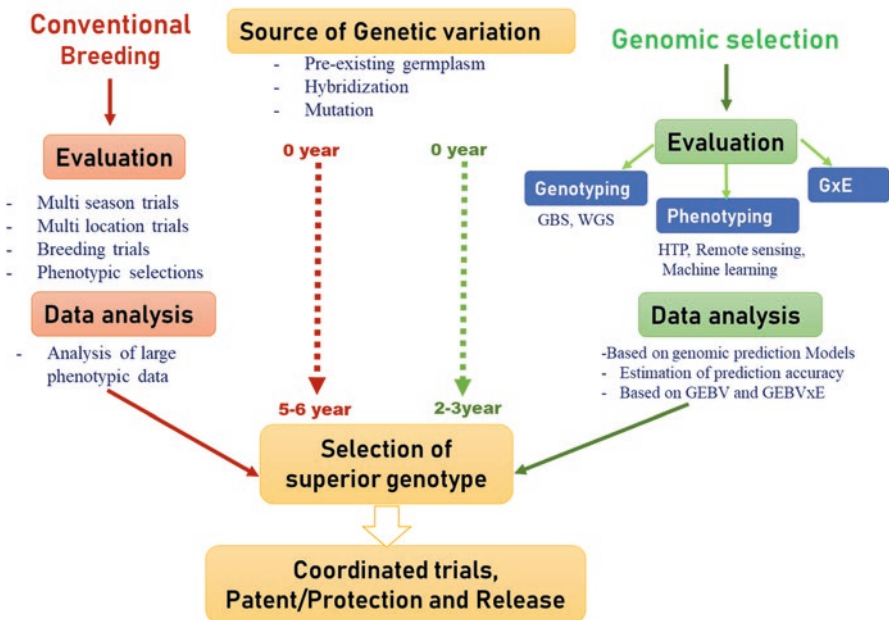 Conventional
Breeding
Evaluation
- Multi season trials
- Multi location trials
- Breeding trials
- Phenotypic selections
Data analysis
- Analysis of large
phenotypic data
Source of Genetic variation
- Pre-existing germplasm
- Hybridization
- Mutation
0 year
0 year
5-6 year
2-3year
Genomic selection
Evaluation
Genotyping
GBS, WGS
Phenotyping
HTP, Remote sensing,
Machine learning
GxE
Data analysis
-Based on genomic prediction Models
- Estimation of prediction accuracy
- Based on GEBV and GEBVxE
Selection of
superior genotype
Coordinated trials,
Patent/Protection and Release